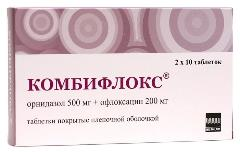 2 x 10 таблеток
КОМБИФЛОКС®
орнидазол 500 мг + офлоксацин 200 мг
таблетки покрытые пленочной оболочкой